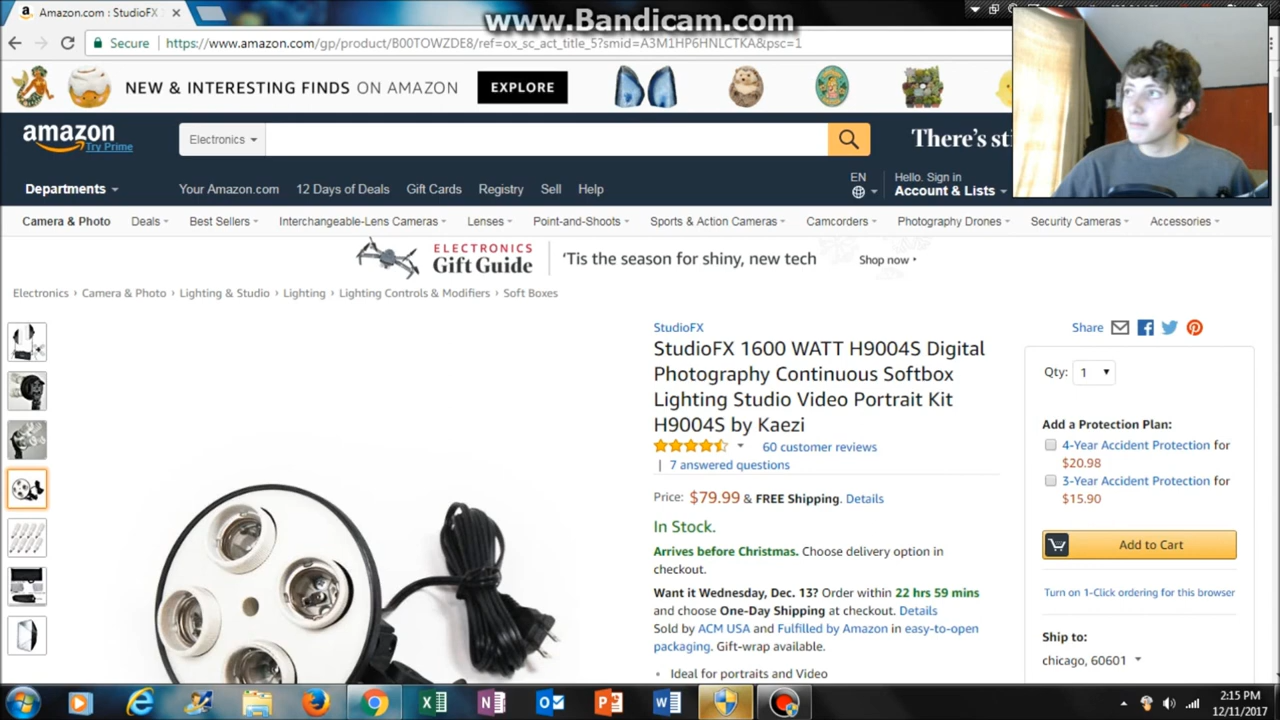 www.Bandicam.com
Amazon.com : StudioFX
Secure https://www.amazon.com/gp/product/B00TOWZDE8/ref=ox_sc_act_title_5?smid=A3M1HP6HNLCTKA&psc=1
NEW & INTERESTING FINDS ON AMAZON EXPLORE
amazon
Try Prime
Electronics
There's sti
Departments
Your Amazon.com 12 Days of Deals Gift Cards Registry Sell Help
EN
Hello. Sign in
Account & Lists
Camera & Photo Deals Best Sellers Interchangeable-Lens Cameras Lenses Point-and-Shoots Sports & Action Cameras Camcorders Photography Drones Security Cameras Accessories
ELECTRONICS
Gift Guide
'Tis the season for shiny, new tech
Shop now
Electronics › Camera & Photo › Lighting & Studio › Lighting › Lighting Controls & Modifiers › Soft Boxes
StudioFX
StudioFX 1600 WATT H9004S Digital
Photography Continuous Softbox
Lighting Studio Video Portrait Kit
H9004S by Kaezi
60 customer reviews
| 7 answered questions
Price: $79.99 & FREE Shipping. Details
In Stock.
Arrives before Christmas. Choose delivery option in
checkout.
Want it Wednesday, Dec. 13? Order within 22 hrs 59 mins
and choose One-Day Shipping at checkout. Details
Sold by ACM USA and Fulfilled by Amazon in easy-to-open
packaging. Gift-wrap available.
• Ideal for portraits and Video
Share
Qty: 1
Add a Protection Plan:
4-Year Accident Protection for
$20.98
3-Year Accident Protection for
$15.90
Add to Cart
Turn on 1-Click ordering for this browser
Ship to:
chicago, 60601
2:15 PM
12/11/2017